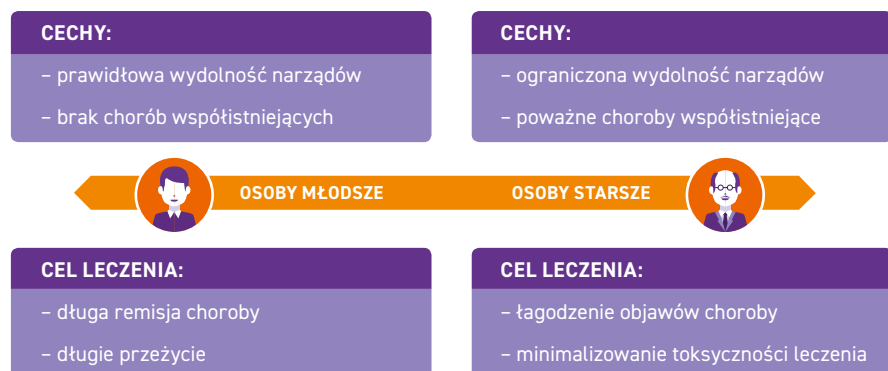 CECHY:
– prawidłowa wydolność narządów
– brak chorób współistniejących
CECHY:
– ograniczona wydolność narządów
– poważne choroby współistniejące
OSOBY MŁODSZE
OSOBY STARSZE
CEL LECZENIA:
– długa remisja choroby
– długie przeżycie
CEL LECZENIA:
– łagodzenie objawów choroby
– minimalizowanie toksyczności leczenia